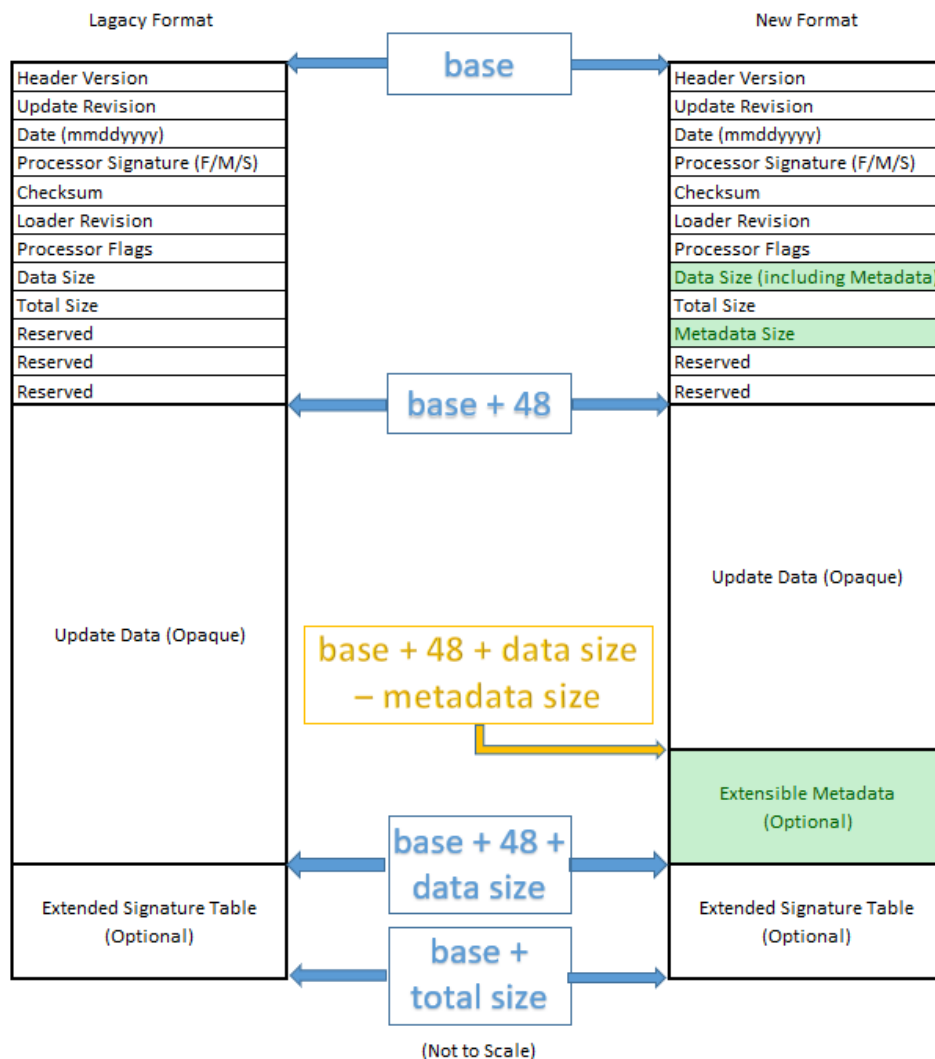 Lagacy Format
New Format
base
Header Version
Update Revision
Date (mmddyyyy)
Processor Signature (F/M/S)
Checksum
Loader Revision
Processor Flags
Data Size
Total Size
Reserved
Reserved
Reserved
Header Version
Update Revision
Date (mmddyyyy)
Processor Signature (F/M/S)
Checksum
Loader Revision
Processor Flags
Data Size (including Metadata)
Total Size
Metadata Size
Reserved
Reserved
base + 48
Update Data (Opaque)
Update Data (Opaque)
base + 48 + data size
– metadata size
Extensible Metadata
(Optional)
base + 48 +
data size
Extended Signature Table
(Optional)
Extended Signature Table
(Optional)
base +
total size
(Not to Scale)